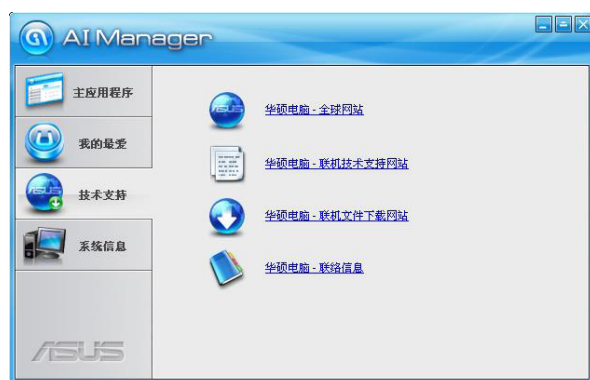 AI Manager
主应用程序
我的最爱
技术支持
系统信息
ASUS
华硕电脑 - 全球网站
华硕电脑 - 联机技术支持网站
华硕电脑 - 联机文件下载网站
华硕电脑 - 联络信息
ASUS
ASUS